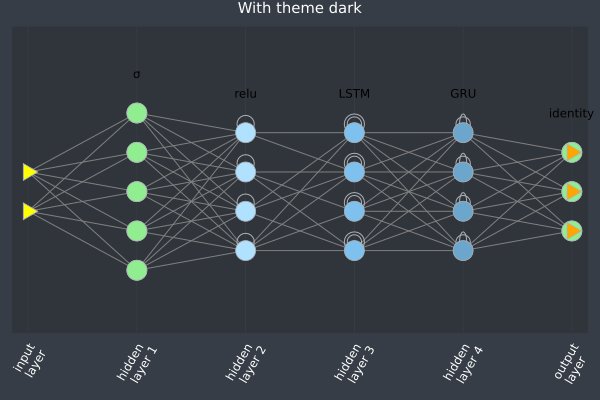 With theme dark
σ
relu
LSTM
GRU
identity
input
layer
hidden
layer 1
hidden
layer 2
hidden
layer 3
hidden
layer 4
output
layer